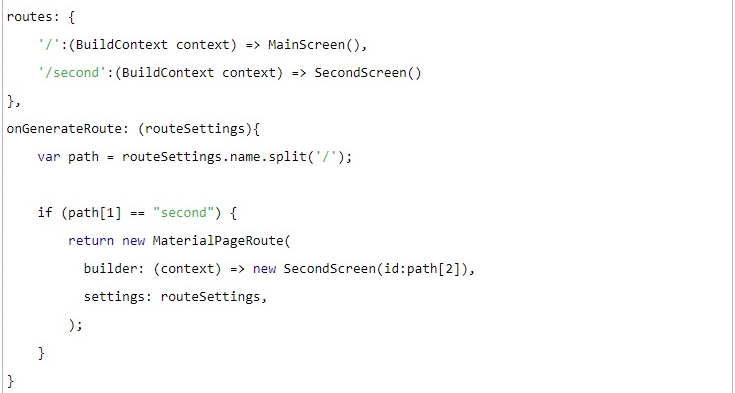 routes: {
'/':(BuildContext context) => MainScreen(),
'/second':(BuildContext context) => SecondScreen()
},
onGenerateRoute: (routeSettings){
var path = routeSettings.name.split('/');
if (path[1] == "second") {
return new MaterialPageRoute(
builder: (context) => new SecondScreen(id:path[2]),
settings: routeSettings,
);
}
}